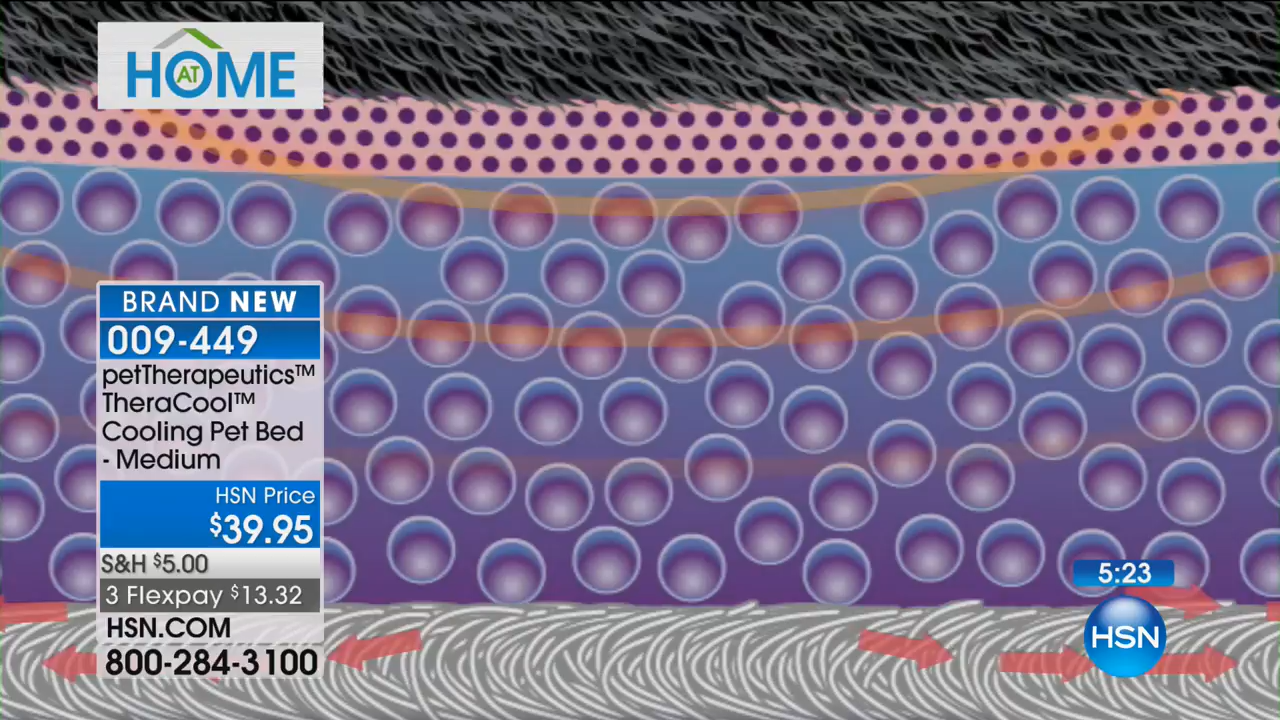 AT
HOME
BRAND NEW
009-449
petTherapeutics™
TheraCool™
Cooling Pet Bed
- Medium
HSN Price
$39.95
S&H $5.00
3 Flexpay $13.32
HSN.COM
800-284-3100
5:23
HSN